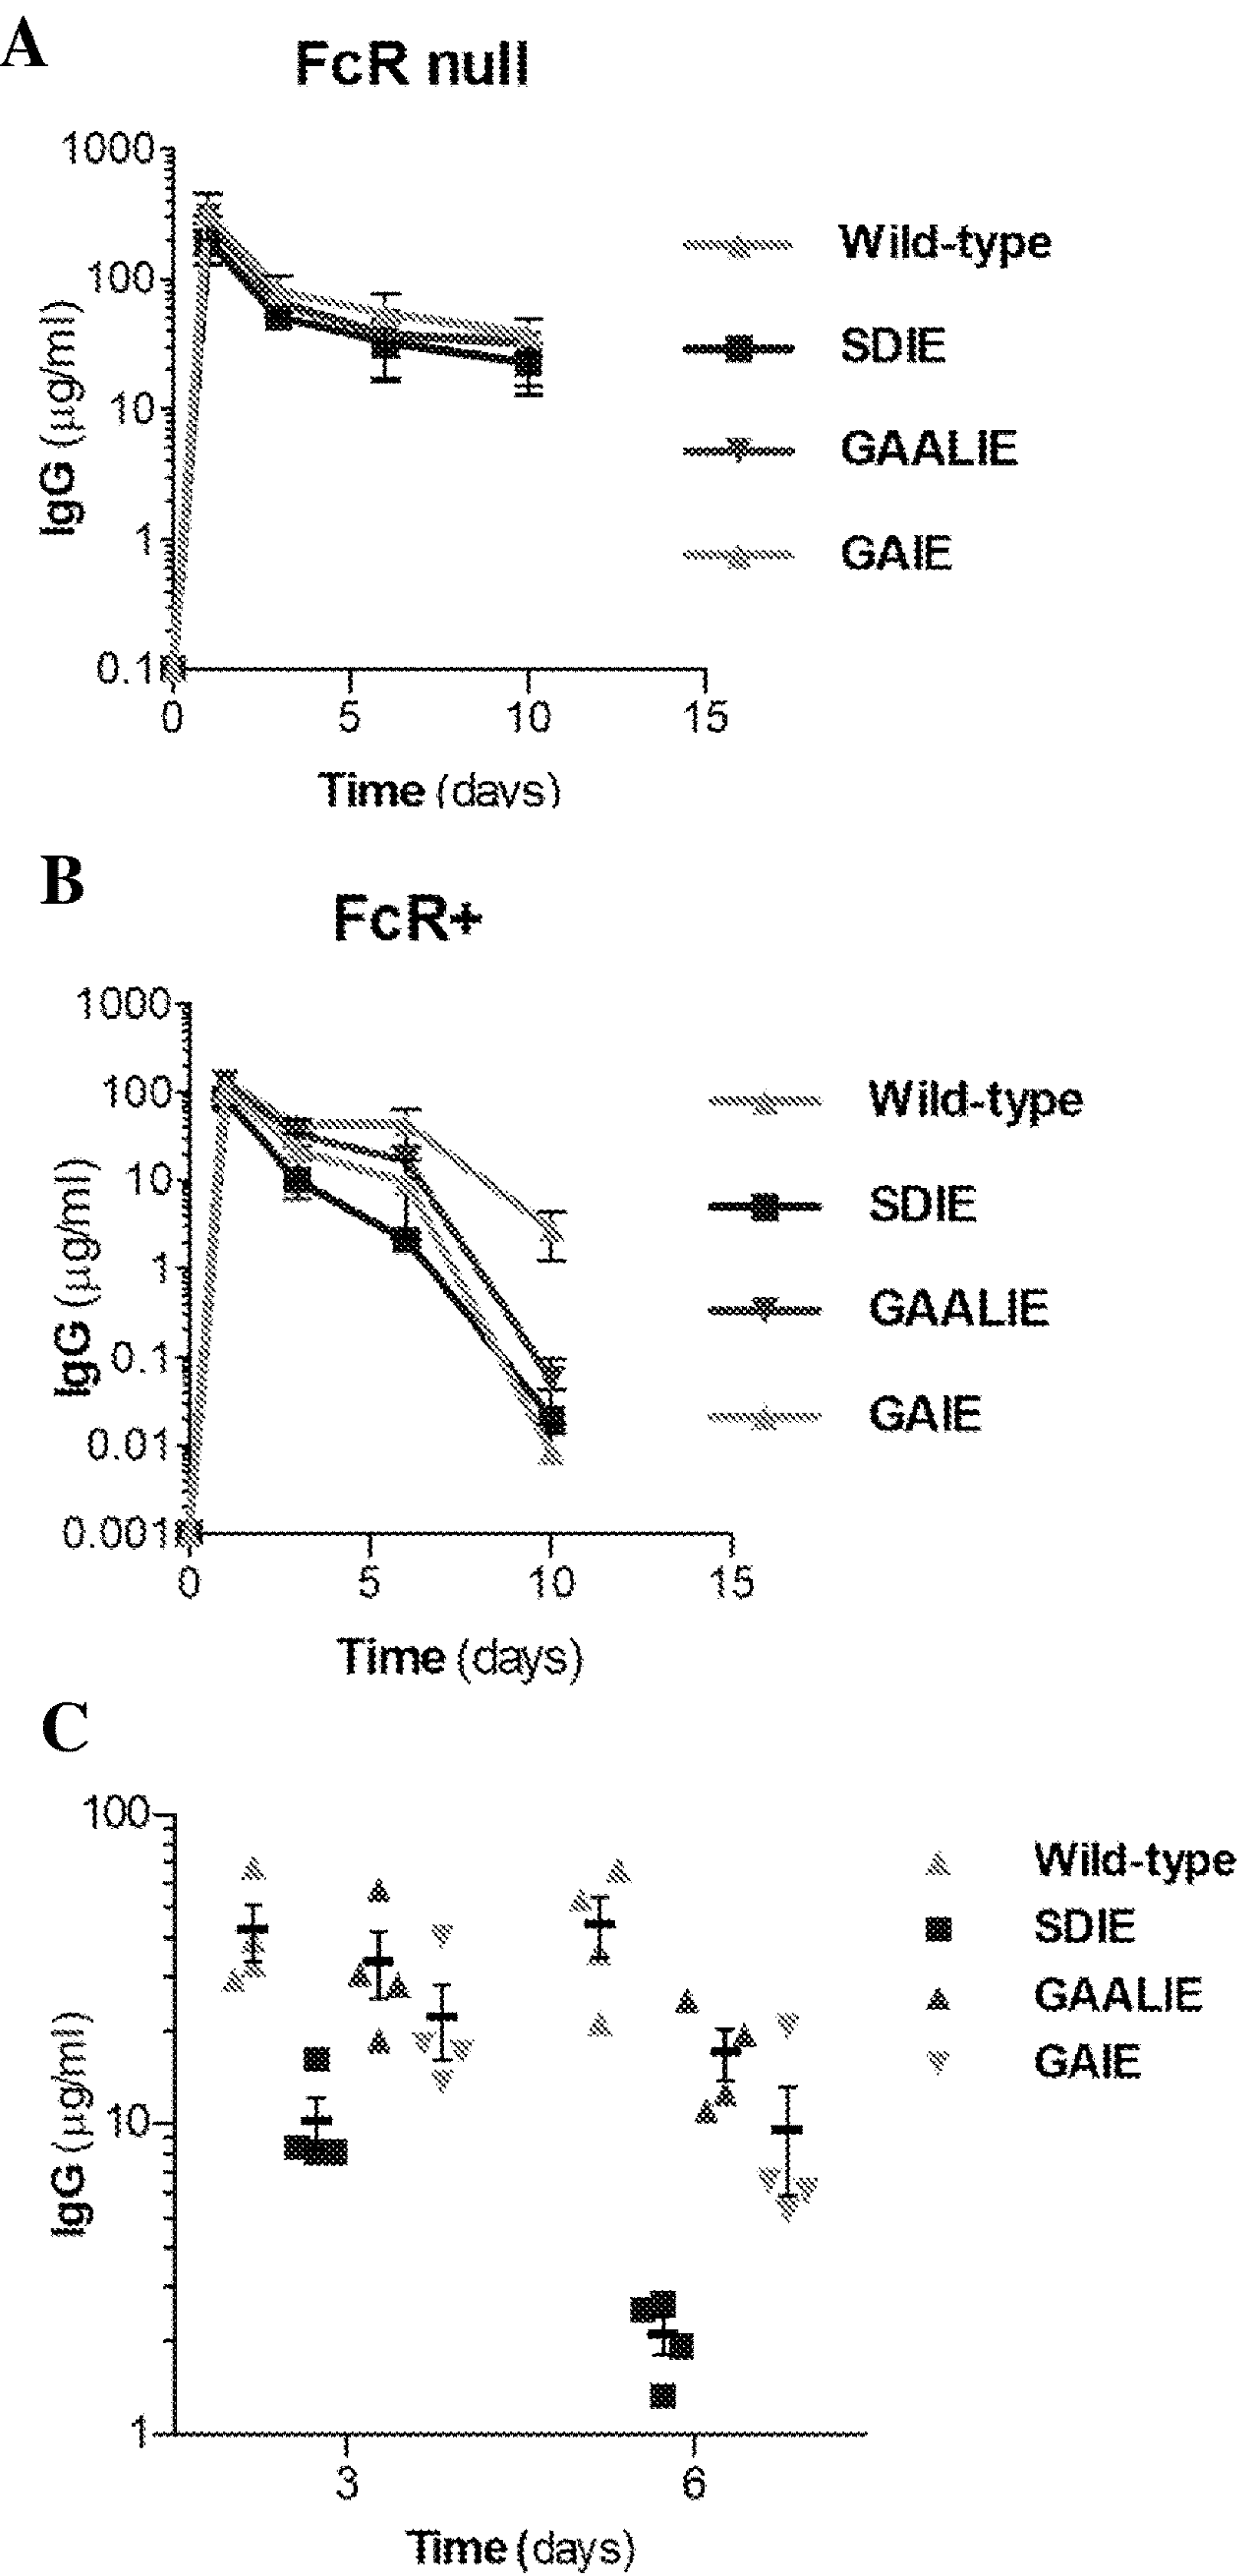 A
FcR null
1000
100
10
1
0.1
IgG (µg/ml)
0 5 10 15
Time (days)
Wild-type
SDIE
GAALIE
GAIE
B
FcR+
1000
100
10
1
0.1
0.01
0.001
IgG (µg/ml)
0 5 10 15
Time (days)
Wild-type
SDIE
GAALIE
GAIE
C
100
10
1
IgG (µg/ml)
3 6
Time (days)
Wild-type
SDIE
GAALIE
GAIE